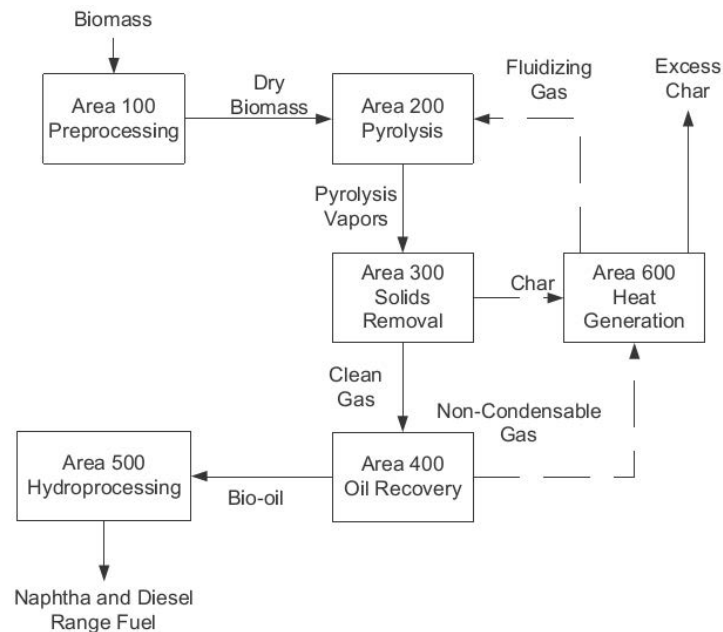 Biomass
Area 100
Preprocessing
Dry
Biomass
Area 200
Pyrolysis
Fluidizing
Gas
Excess
Char
Pyrolysis
Vapors
Area 300
Solids
Removal
Char
Area 600
Heat
Generation
Clean
Gas
Non-Condensable
Gas
Area 500
Hydroprocessing
Bio-oil
Area 400
Oil Recovery
Naphtha and Diesel
Range Fuel